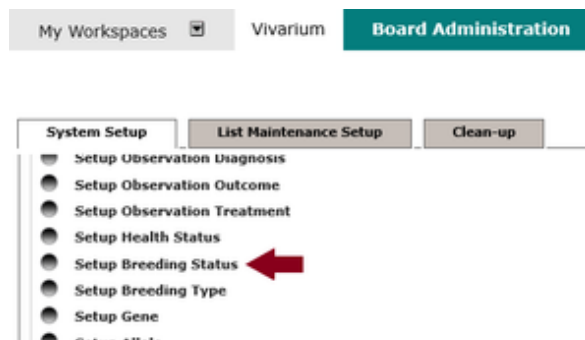 My Workspaces Vivarium Board Administration
System Setup List Maintenance Setup Clean-up
Setup Observation Diagnosis
Setup Observation Outcome
Setup Observation Treatment
Setup Health Status
Setup Breeding Status
Setup Breeding Type
Setup Gene